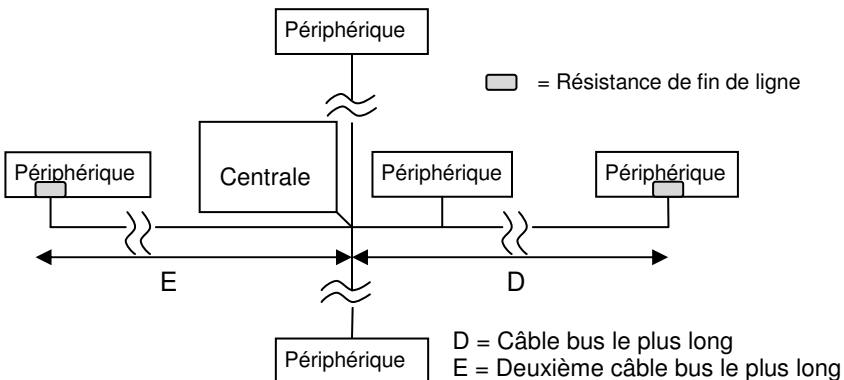 Périphérique
= Résistance de fin de ligne
Périphérique
Centrale
Périphérique
Périphérique
E
D
Périphérique
D = Câble bus le plus long
E = Deuxième câble bus le plus long